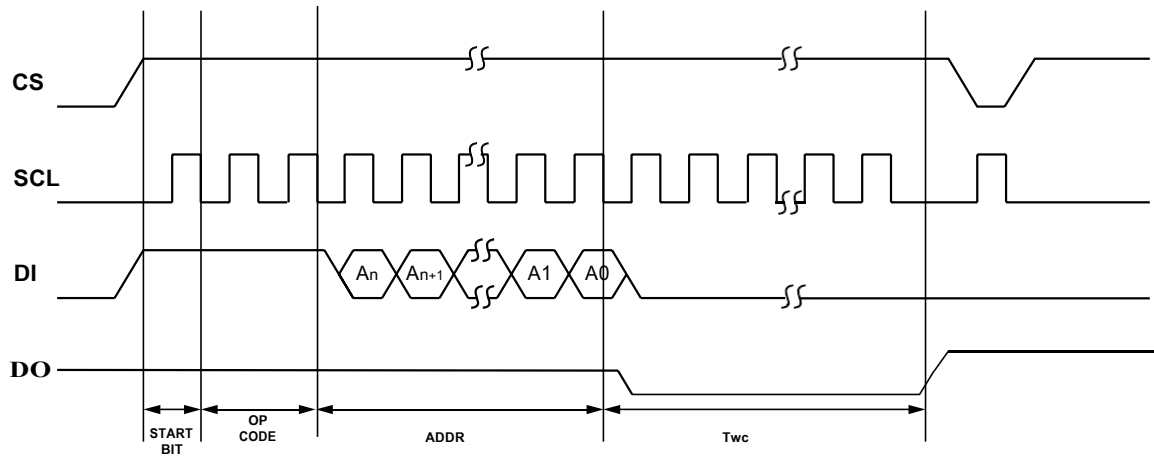 CS
SCL
DI
An
An+1
A1
A0
DO
START
BIT
OP
CODE
ADDR
Twc